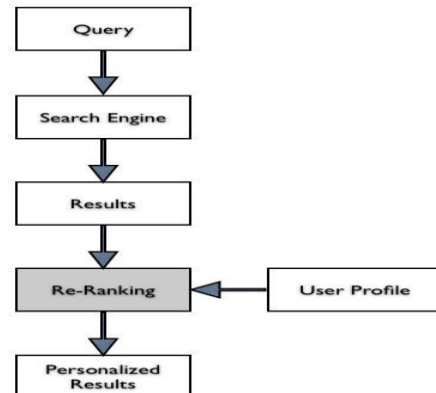 Query
Search Engine
Results
Re-Ranking
User Profile
Personalized
Results